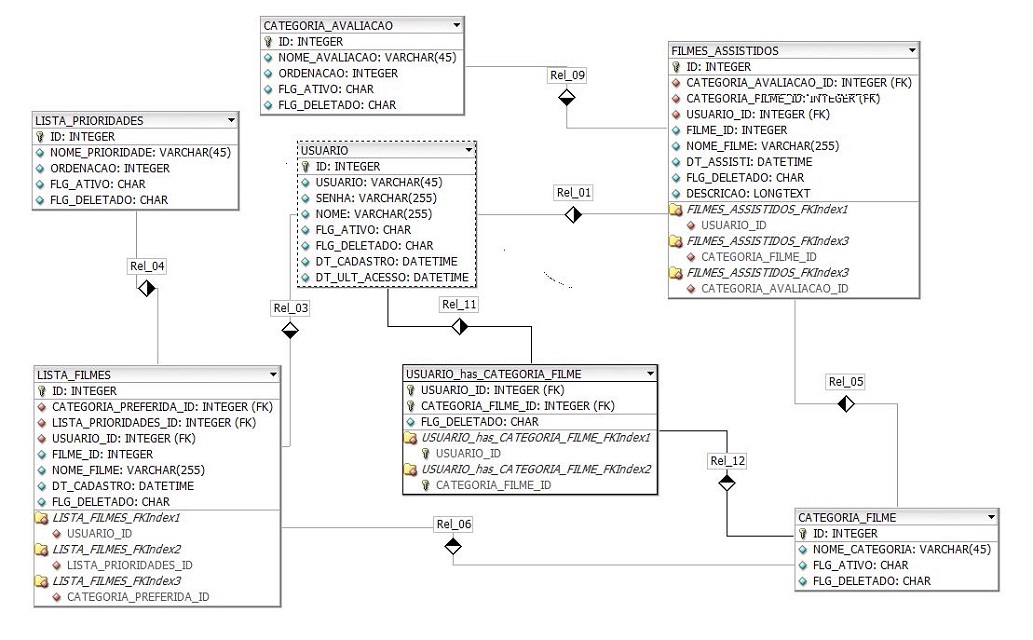 CATEGORIA_AVALIACAO
ID: INTEGER
NOME_AVALIACAO: VARCHAR(45)
ORDENACAO: INTEGER
FLG_ATIVO: CHAR
FLG_DELETADO: CHAR
Rel_09
FILMES_ASSISTIDOS
ID: INTEGER
CATEGORIA_AVALIACAO_ID: INTEGER (FK)
CATEGORIA_FILME_ID: INTEGER (FK)
USUARIO_ID: INTEGER (FK)
FILME_ID: INTEGER
NOME_FILME: VARCHAR(255)
DT_ASSISTI: DATETIME
FLG_DELETADO: CHAR
DESCRICAO: LONGTEXT
FILMES_ASSISTIDOS_FKIndex1
USUARIO_ID
FILMES_ASSISTIDOS_FKIndex3
CATEGORIA_FILME_ID
FILMES_ASSISTIDOS_FKIndex3
CATEGORIA_AVALIACAO_ID
LISTA_PRIORIDADES
ID: INTEGER
NOME_PRIORIDADE: VARCHAR(45)
ORDENACAO: INTEGER
FLG_ATIVO: CHAR
FLG_DELETADO: CHAR
USUARIO
ID: INTEGER
USUARIO: VARCHAR(45)
SENHA: VARCHAR(255)
NOME: VARCHAR(255)
FLG_ATIVO: CHAR
FLG_DELETADO: CHAR
DT_CADASTRO: DATETIME
DT_ULT_ACESSO: DATETIME
Rel_01
Rel_04
Rel_03
Rel_11
LISTA_FILMES
ID: INTEGER
CATEGORIA_PREFERIDA_ID: INTEGER (FK)
LISTA_PRIORIDADES_ID: INTEGER (FK)
USUARIO_ID: INTEGER (FK)
FILME_ID: INTEGER
NOME_FILME: VARCHAR(255)
DT_CADASTRO: DATETIME
FLG_DELETADO: CHAR
LISTA_FILMES_FKIndex1
USUARIO_ID
LISTA_FILMES_FKIndex2
LISTA_PRIORIDADES_ID
LISTA_FILMES_FKIndex3
CATEGORIA_PREFERIDA_ID
USUARIO_has_CATEGORIA_FILME
USUARIO_ID: INTEGER (FK)
CATEGORIA_FILME_ID: INTEGER (FK)
FLG_DELETADO: CHAR
USUARIO_has_CATEGORIA_FILME_FKIndex1
USUARIO_ID
USUARIO_has_CATEGORIA_FILME_FKIndex2
CATEGORIA_FILME_ID
Rel_05
Rel_12
Rel_06
CATEGORIA_FILME
ID: INTEGER
NOME_CATEGORIA: VARCHAR(45)
FLG_ATIVO: CHAR
FLG_DELETADO: CHAR